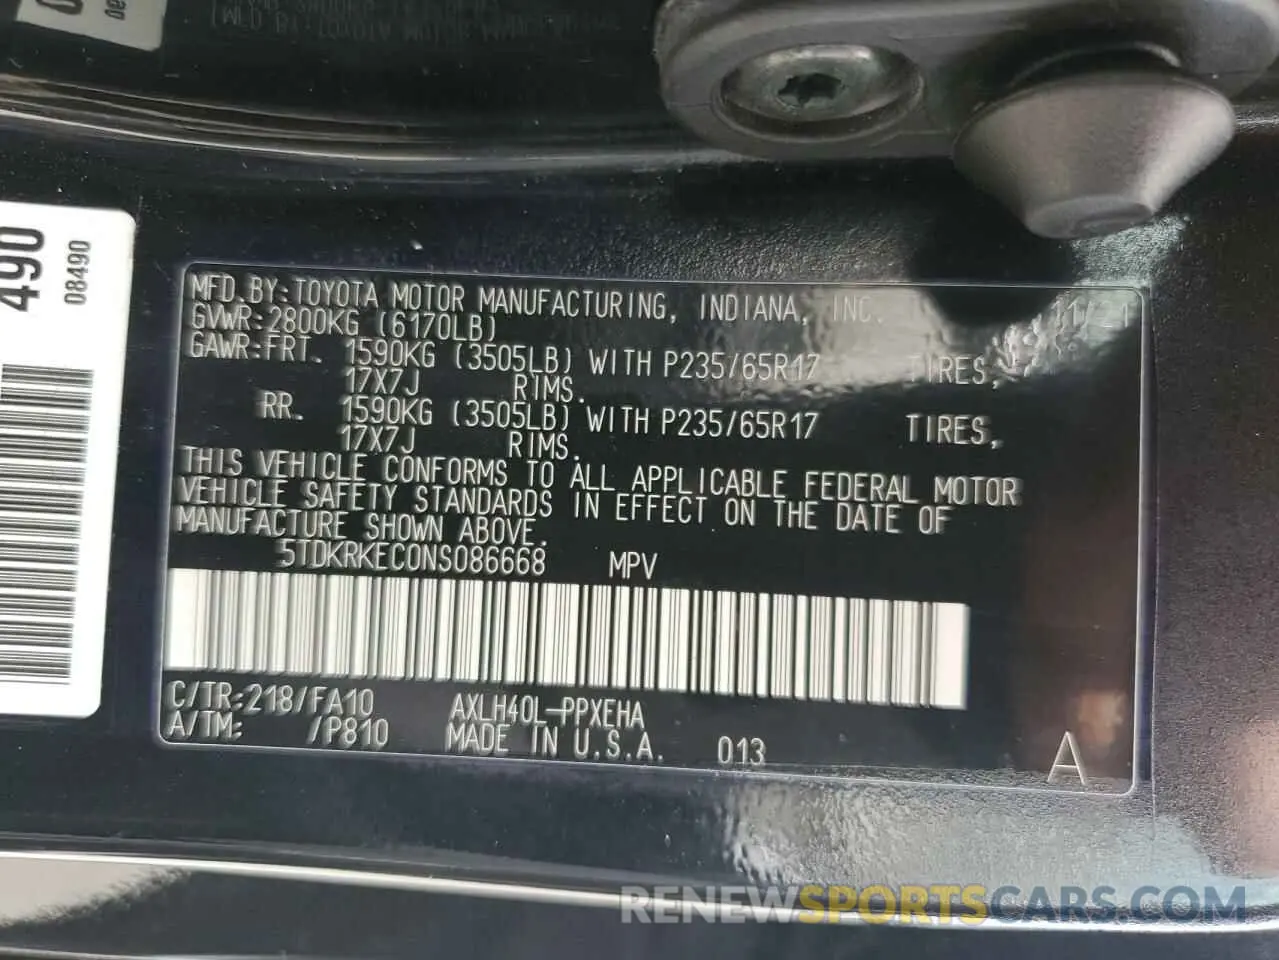 490
08490
MFD.BY:TOYOTA MOTOR MANUFACTURING, INDIANA, INC. 11/21
GVWR:2800KG (6170LB)
GAWR:FRT. 1590KG (3505LB) WITH P235/65R17 TIRES,
17X7J RIMS.
RR. 1590KG (3505LB) WITH P235/65R17 TIRES,
17X7J RIMS.
THIS VEHICLE CONFORMS TO ALL APPLICABLE FEDERAL MOTOR
VEHICLE SAFETY STANDARDS IN EFFECT ON THE DATE OF
MANUFACTURE SHOWN ABOVE.
5TDKRKEC0NS086668 MPV
C/TR:218/FA10 AXLH40L-PPXEHA
A/TM: /P810 MADE IN U.S.A. 013
A
RENEWSPORTSCARS.COM